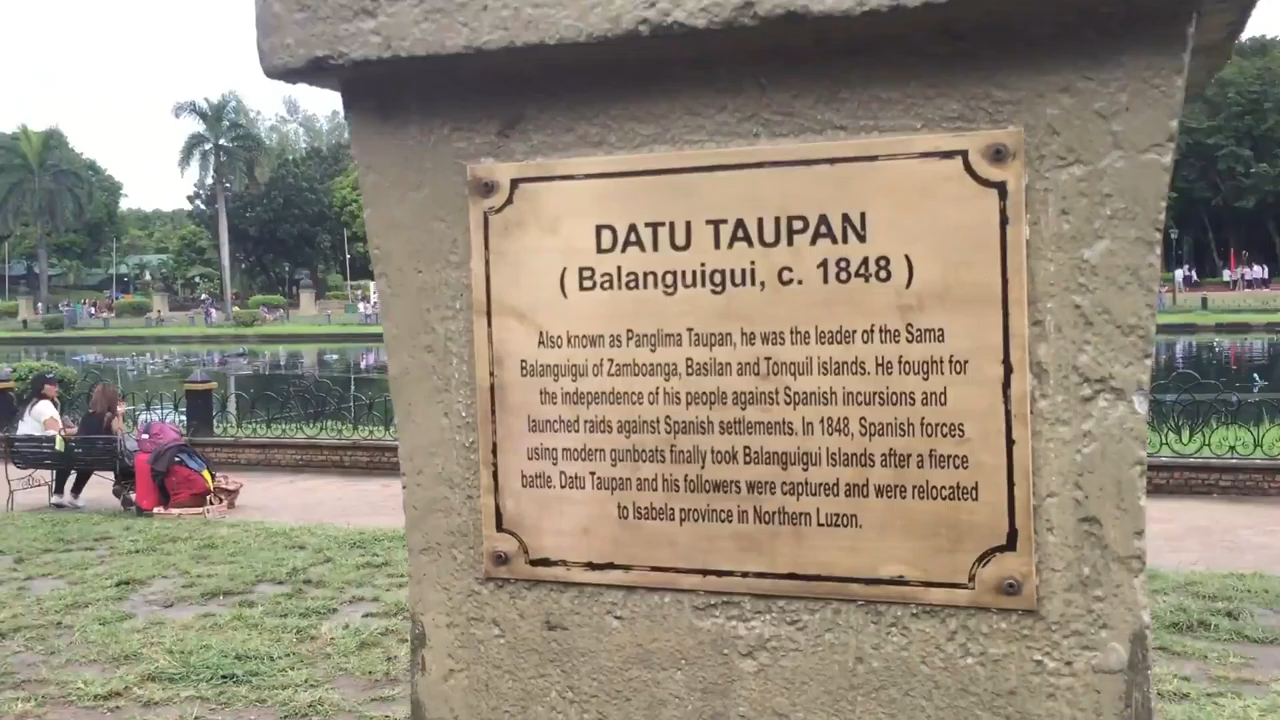 DATU TAUPAN
( Balanguigui, c. 1848 )
Also known as Panglima Taupan, he was the leader of the Sama
Balanguigui of Zamboanga, Basilan and Tonquil islands. He fought for
the independence of his people against Spanish incursions and
launched raids against Spanish settlements. In 1848, Spanish forces
using modern gunboats finally took Balanguigui Islands after a fierce
battle. Datu Taupan and his followers were captured and were relocated
to Isabela province in Northern Luzon.